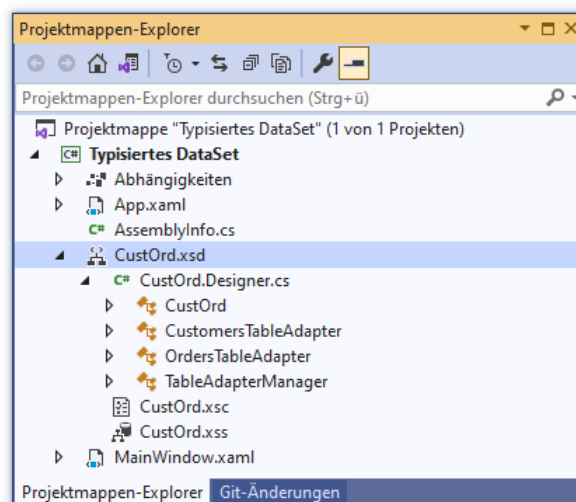 Projektmappen-Explorer
Projektmappen-Explorer durchsuchen (Strg+ü)
Projektmappe "Typisiertes DataSet" (1 von 1 Projekten)
C# Typisiertes DataSet
Abhängigkeiten
App.xaml
C# AssemblyInfo.cs
CustOrd.xsd
C# CustOrd.Designer.cs
CustOrd
CustomersTableAdapter
OrdersTableAdapter
TableAdapterManager
CustOrd.xsc
CustOrd.xss
MainWindow.xaml
Projektmappen-Explorer Git-Änderungen